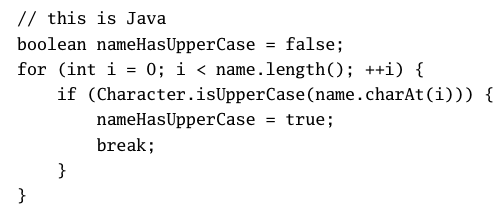 // this is Java
boolean nameHasUpperCase = false;
for (int i = 0; i < name.length(); ++i) {
    if (Character.isUpperCase(name.charAt(i))) {
        nameHasUpperCase = true;
        break;
    }
}